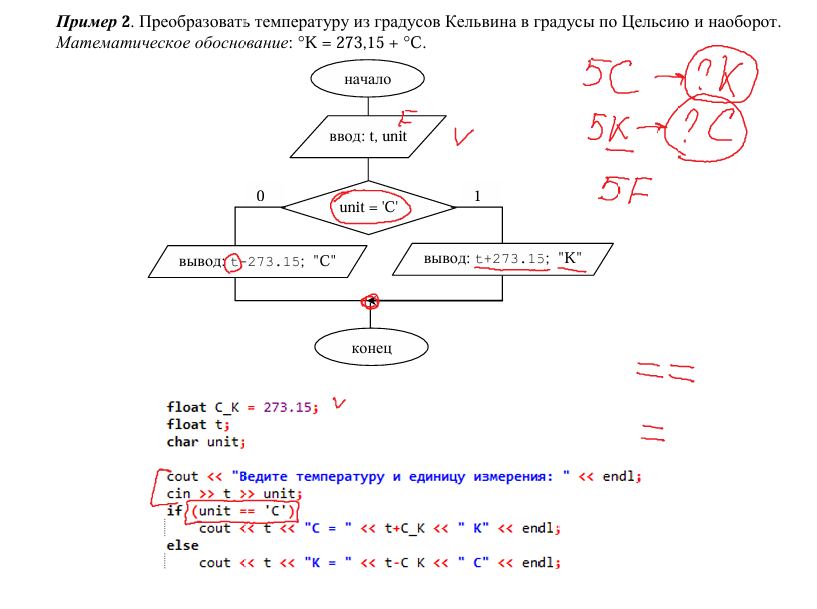 Пример 2. Преобразовать температуру из градусов Кельвина в градусы по Цельсию и наоборот.
Математическое обоснование: °K = 273,15 + °C.
5C → ?K
начало
F
ввод: t, unit
V
5K → ?C
5F
0
1
unit = 'C'
вывод: t-273.15; "C"
вывод: t+273.15; "K"
конец
==
=
float C_K = 273.15; V
float t;
char unit;
cout << "Ведите температуру и единицу измерения: " << endl;
cin >> t >> unit;
if (unit == 'C')
cout << t << "C = " << t+C_K << " K" << endl;
else
cout << t << "K = " << t-C_K << " C" << endl;